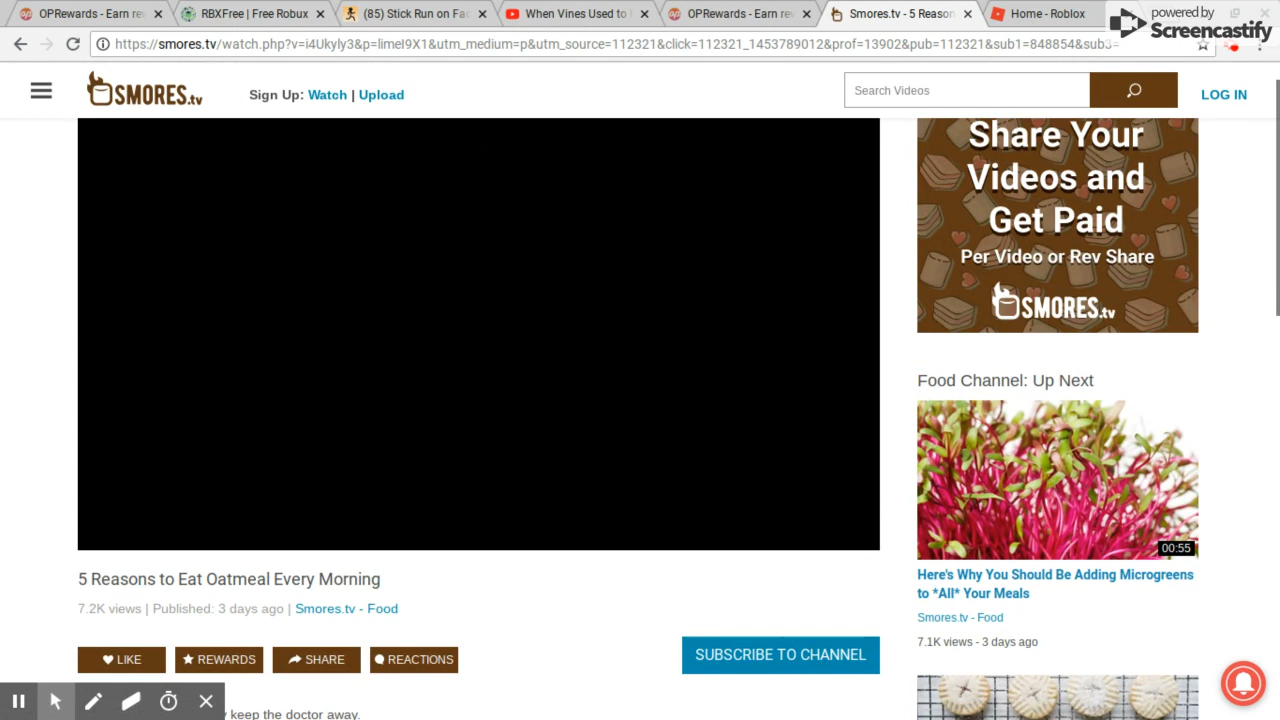 OPRewards - Earn re
RBXFree | Free Robux
(85) Stick Run on Fac
When Vines Used to
OPRewards - Earn re
Smores.tv - 5 Reason
Home - Roblox
powered by
Screencastify
https://smores.tv/watch.php?v=i4Ukyly3&p=limeI9X1&utm_medium=p&utm_source=112321&click=112321_1453789012&prof=13902&pub=112321&sub1=848854&sub3=
SMORES.tv
Sign Up: Watch | Upload
Search Videos
LOG IN
Share Your
Videos and
Get Paid
Per Video or Rev Share
SMORES.tv
Food Channel: Up Next
00:55
Here's Why You Should Be Adding Microgreens
to *All* Your Meals
Smores.tv - Food
7.1K views - 3 days ago
5 Reasons to Eat Oatmeal Every Morning
7.2K views | Published: 3 days ago | Smores.tv - Food
LIKE
REWARDS
SHARE
REACTIONS
SUBSCRIBE TO CHANNEL
keep the doctor away.